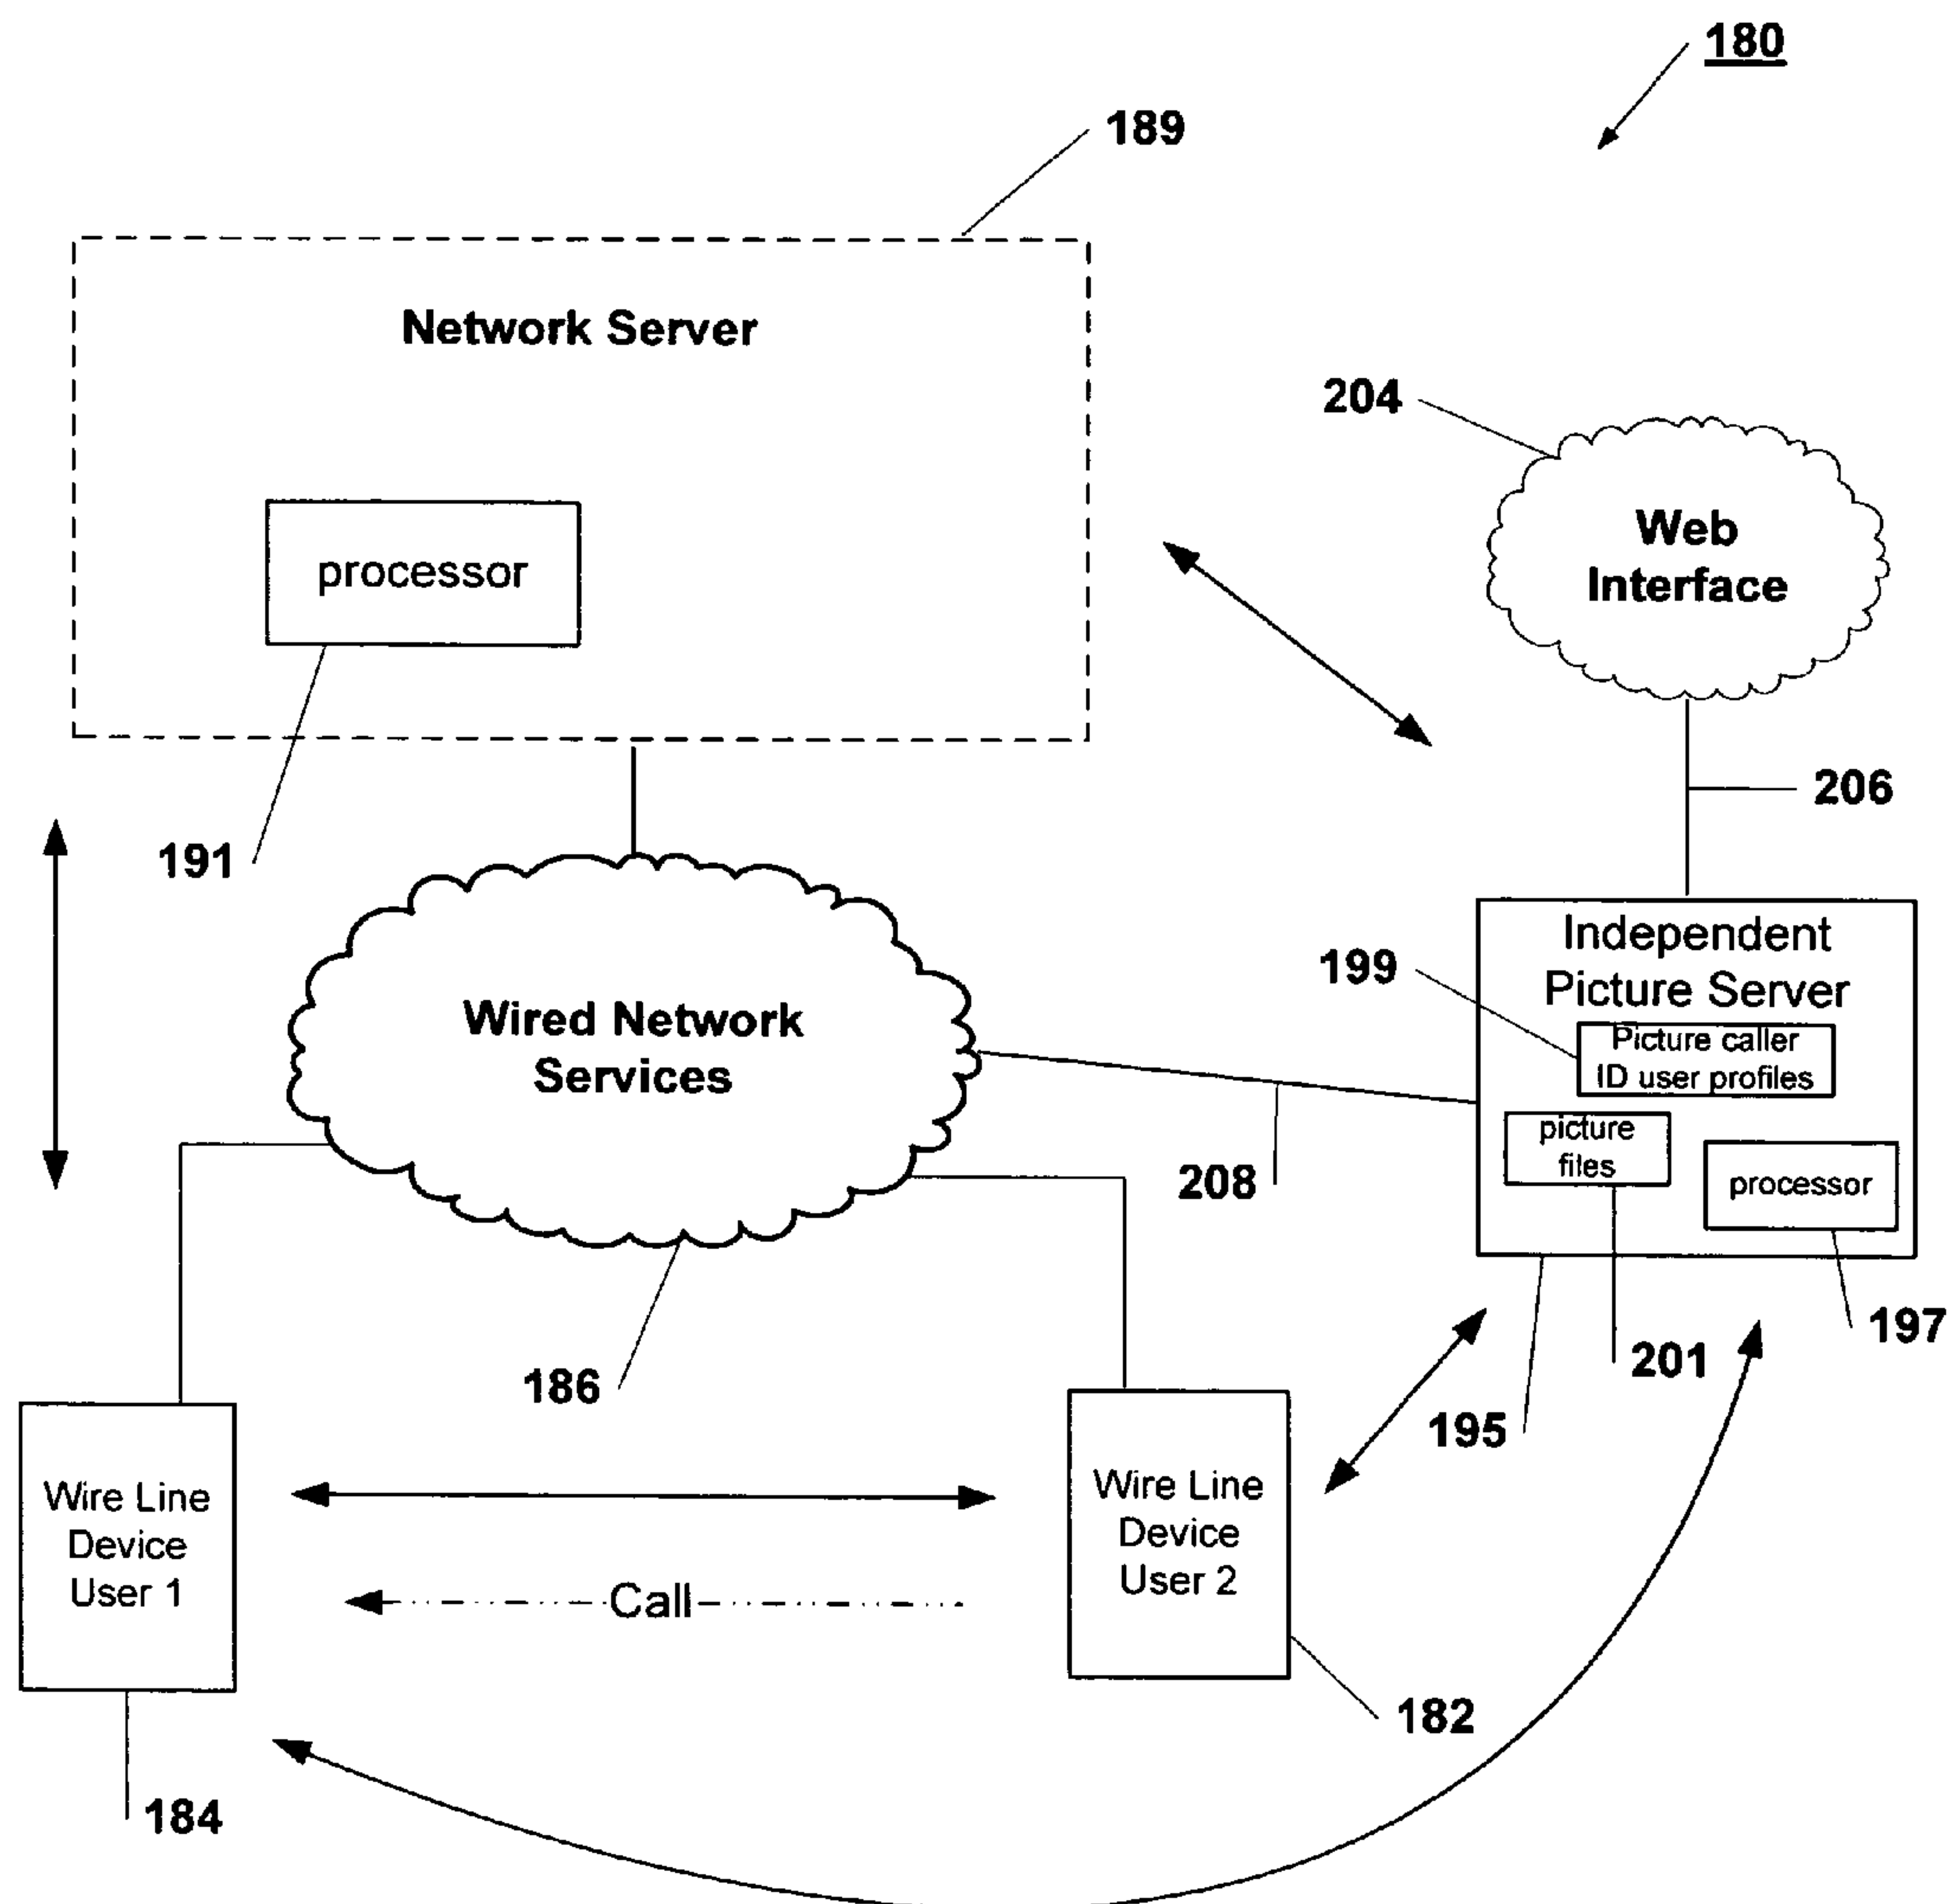 180
189
Network Server
204
Web
Interface
processor
206
191
Independent
Picture Server
199
Picture caller
ID user profiles
Wired Network
Services
picture
files
processor
208
197
201
186
195
Wire Line
Device
User 1
Wire Line
Device
User 2
Call
182
184